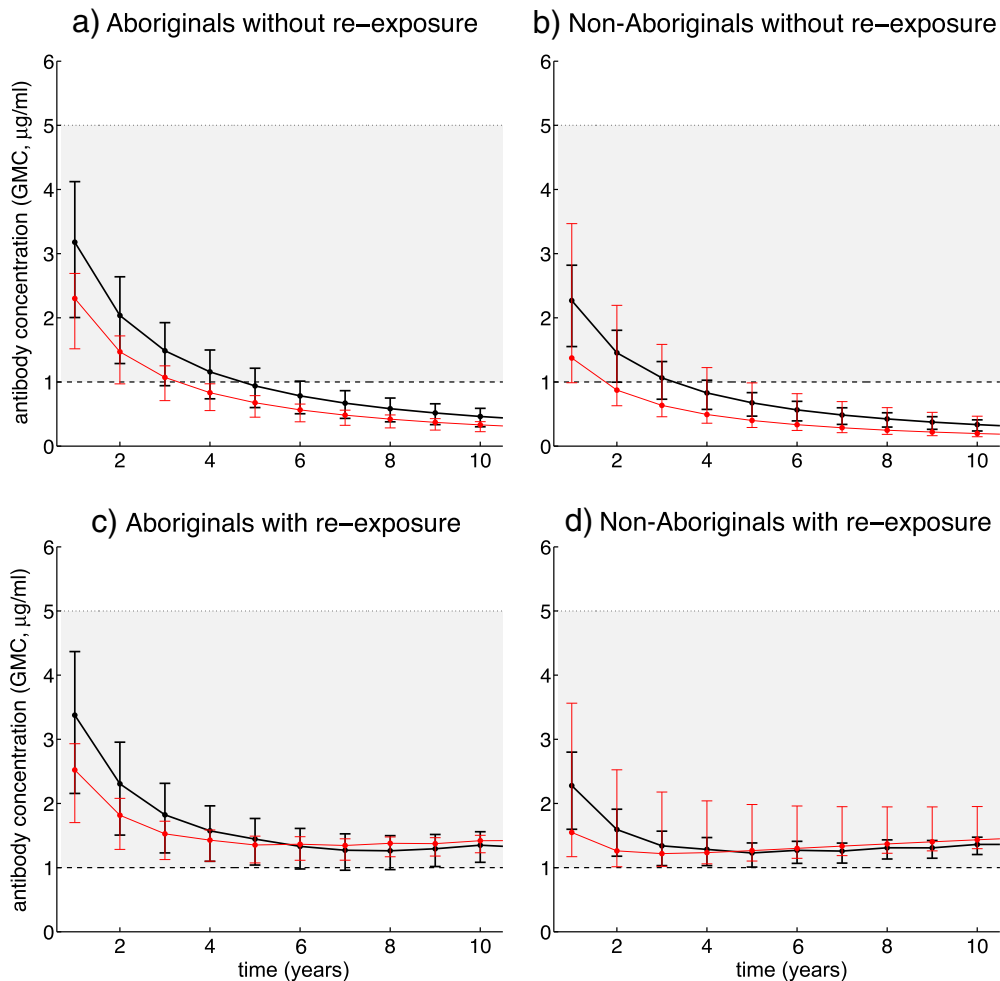 a) Aboriginals without re−exposure
b) Non-Aboriginals without re−exposure
antibody concentration (GMC, μg/ml)
6
5
4
3
2
1
0
2 4 6 8 10
6
5
4
3
2
1
0
2 4 6 8 10
c) Aboriginals with re−exposure
d) Non-Aboriginals with re−exposure
antibody concentration (GMC, μg/ml)
6
5
4
3
2
1
0
2 4 6 8 10
time (years)
6
5
4
3
2
1
0
2 4 6 8 10
time (years)